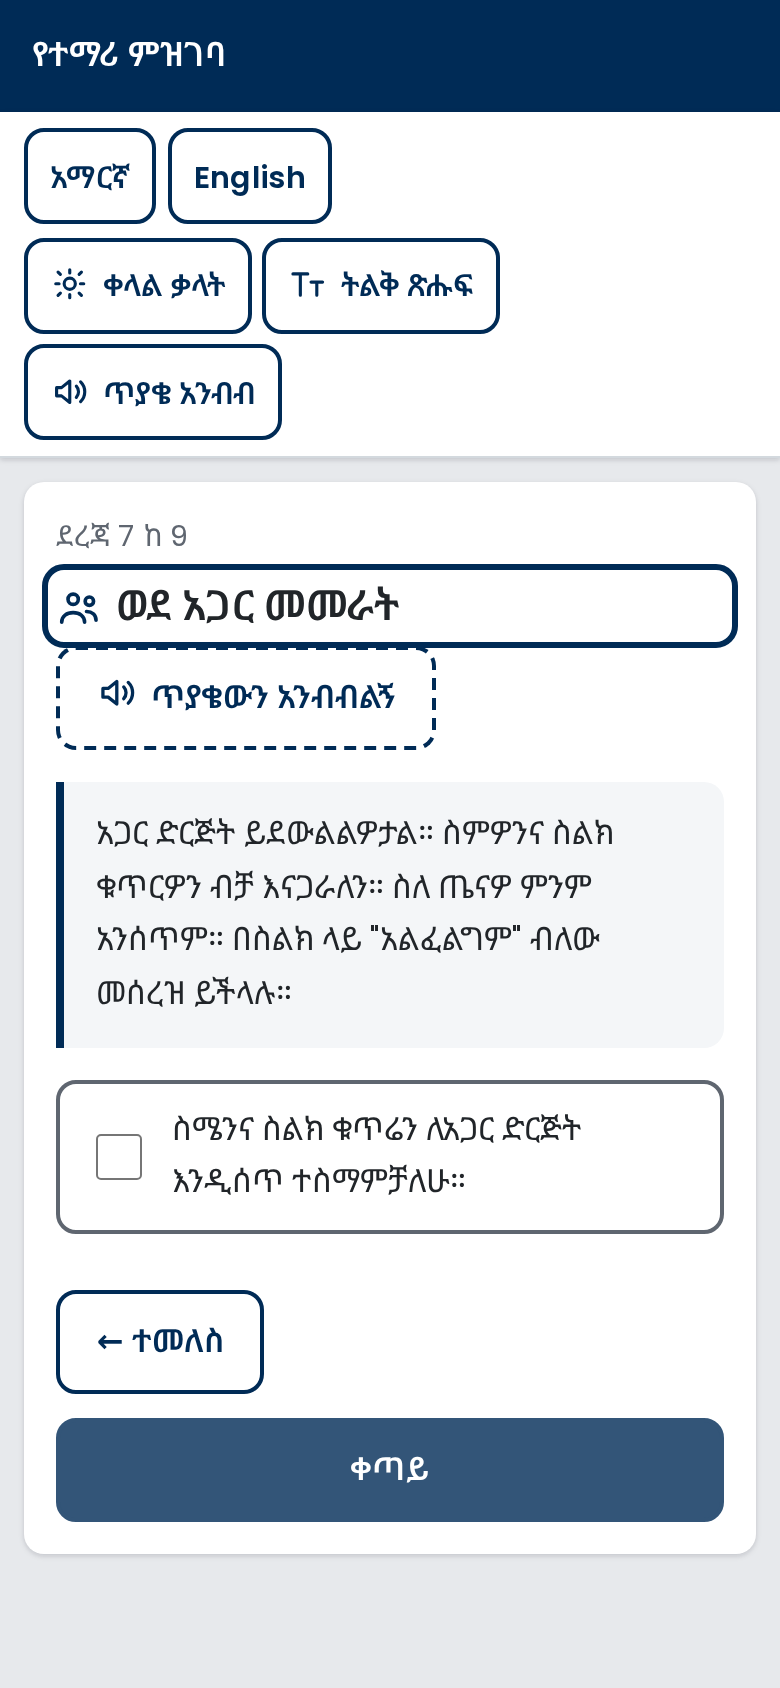 የተማሪ ምዝገባ
አማርኛ
English
ቀላል ቃላት
ትልቅ ጽሑፍ
ጥያቄ አንብብ
ደረጃ 7 ከ 9
ወደ አጋር መመራት
ጥያቄውን አንብብልኝ
አጋር ድርጅት ይደውልልዎታል። ስምዎንና ስልክ
ቁጥርዎን ብቻ እናጋራለን። ስለ ጤናዎ ምንም
አንሰጥም። በስልክ ላይ "አልፈልግም" ብለው
መሰረዝ ይችላሉ።
ስሜንና ስልክ ቁጥሬን ለአጋር ድርጅት
እንዲሰጥ ተስማምቻለሁ።
← ተመለስ
ቀጣይ